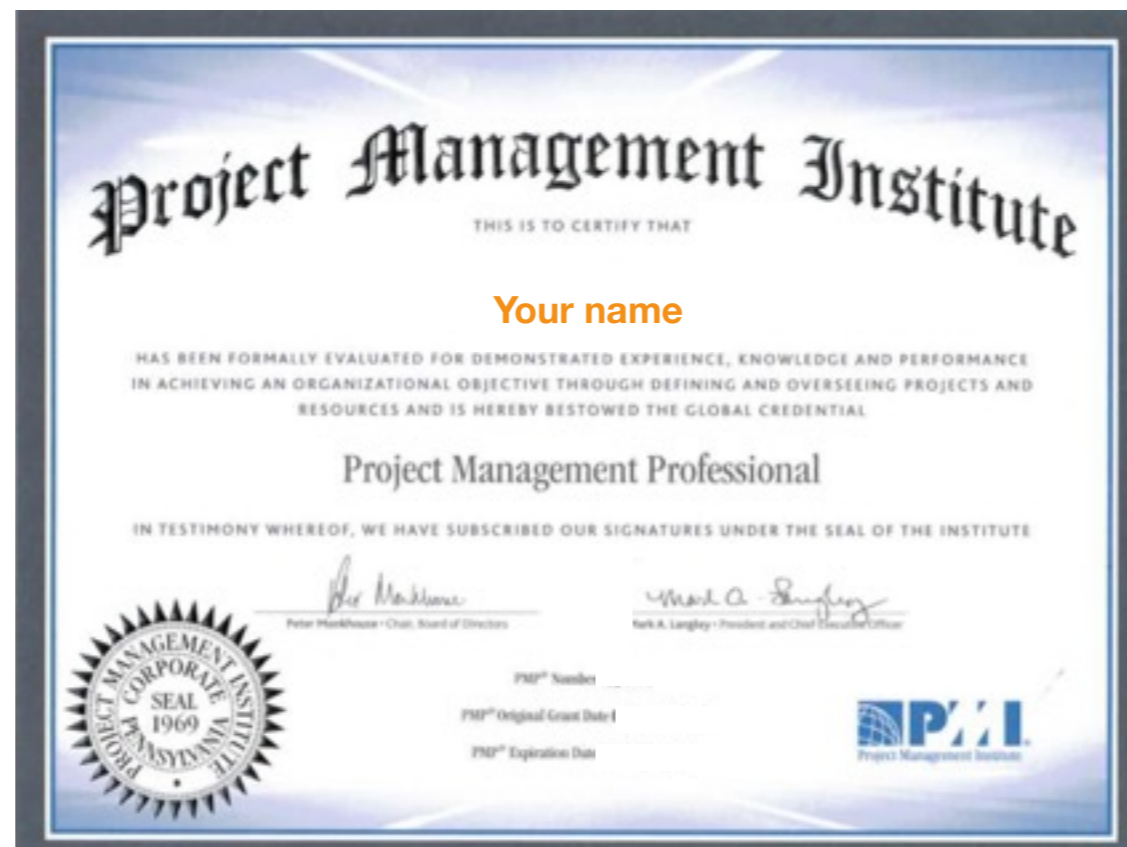 Project Management Institute
THIS IS TO CERTIFY THAT
Your name
HAS BEEN FORMALLY EVALUATED FOR DEMONSTRATED EXPERIENCE, KNOWLEDGE AND PERFORMANCE
IN ACHIEVING AN ORGANIZATIONAL OBJECTIVE THROUGH DEFINING AND OVERSEEING PROJECTS AND
RESOURCES AND IS HEREBY BESTOWED THE GLOBAL CREDENTIAL
Project Management Professional
IN TESTIMONY WHEREOF, WE HAVE SUBSCRIBED OUR SIGNATURES UNDER THE SEAL OF THE INSTITUTE
Peter Monkhouse • Chair, Board of Directors
Mark A. Langley • President and Chief Executive Officer
PROJECT MANAGEMENT INSTITUTE
CORPORATE
SEAL
1969
PENNSYLVANIA
PMP® Number
PMP® Original Grant Date
PMP® Expiration Date
PMI
Project Management Institute